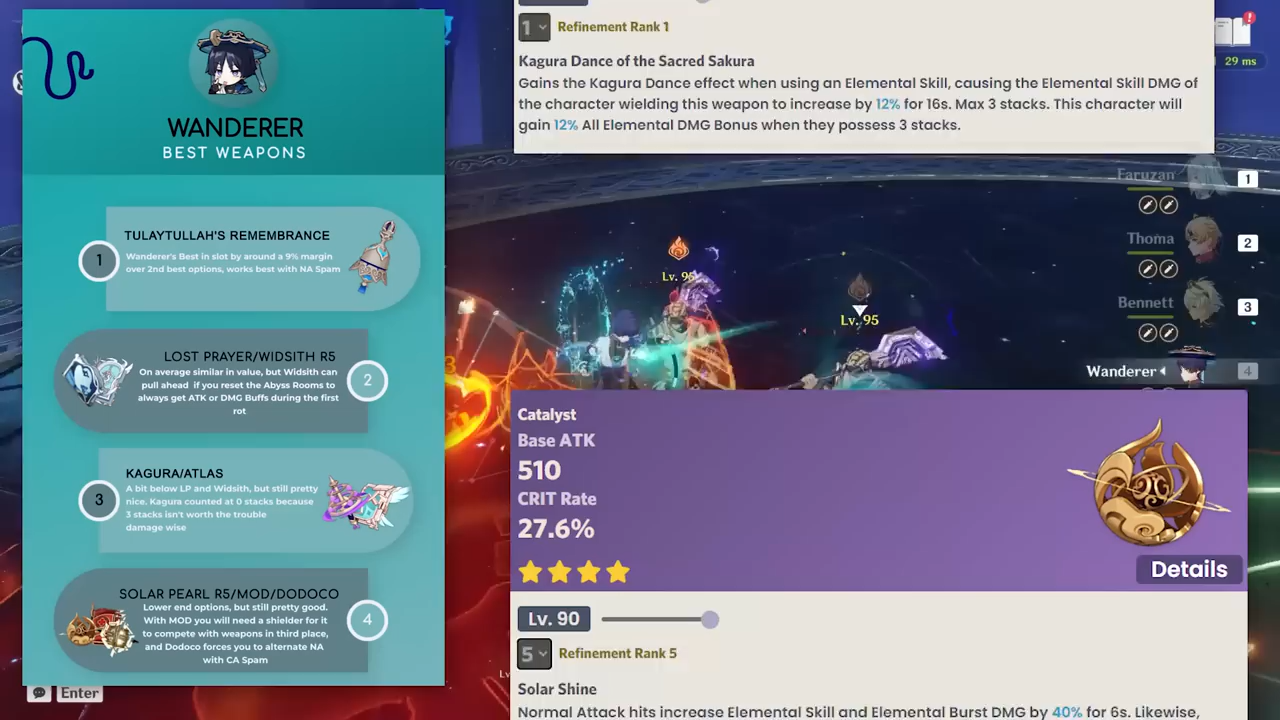 WANDERER
BEST WEAPONS
1
TULAYTULLAH'S REMEMBRANCE
Wanderer's Best in slot by around a 9% margin
over 2nd best options, works best with NA Spam
LOST PRAYER/WIDSITH R5
On average similar in value, but Widsith can
pull ahead if you reset the Abyss Rooms to
always get ATK or DMG Buffs during the first
rot
2
KAGURA/ATLAS
3
A bit below LP and Widsith, but still pretty
nice. Kagura counted at 0 stacks because
3 stacks isn't worth the trouble
damage wise
SOLAR PEARL R5/MOD/DODOCO
Lower end options, but still pretty good.
With MOD you will need a shielder for it
to compete with weapons in third place,
and Dodoco forces you to alternate NA
with CA Spam
4
Enter
1 Refinement Rank 1
Kagura Dance of the Sacred Sakura
Gains the Kagura Dance effect when using an Elemental Skill, causing the Elemental Skill DMG of
the character wielding this weapon to increase by 12% for 16s. Max 3 stacks. This character will
gain 12% All Elemental DMG Bonus when they possess 3 stacks.
29 ms
Faruzan 1
Thoma 2
Bennett 3
Wanderer 4
Lv. 95
Lv. 95
Catalyst
Base ATK
510
CRIT Rate
27.6%
Details
Lv. 90
5 Refinement Rank 5
Solar Shine
Normal Attack hits increase Elemental Skill and Elemental Burst DMG by 40% for 6s. Likewise,